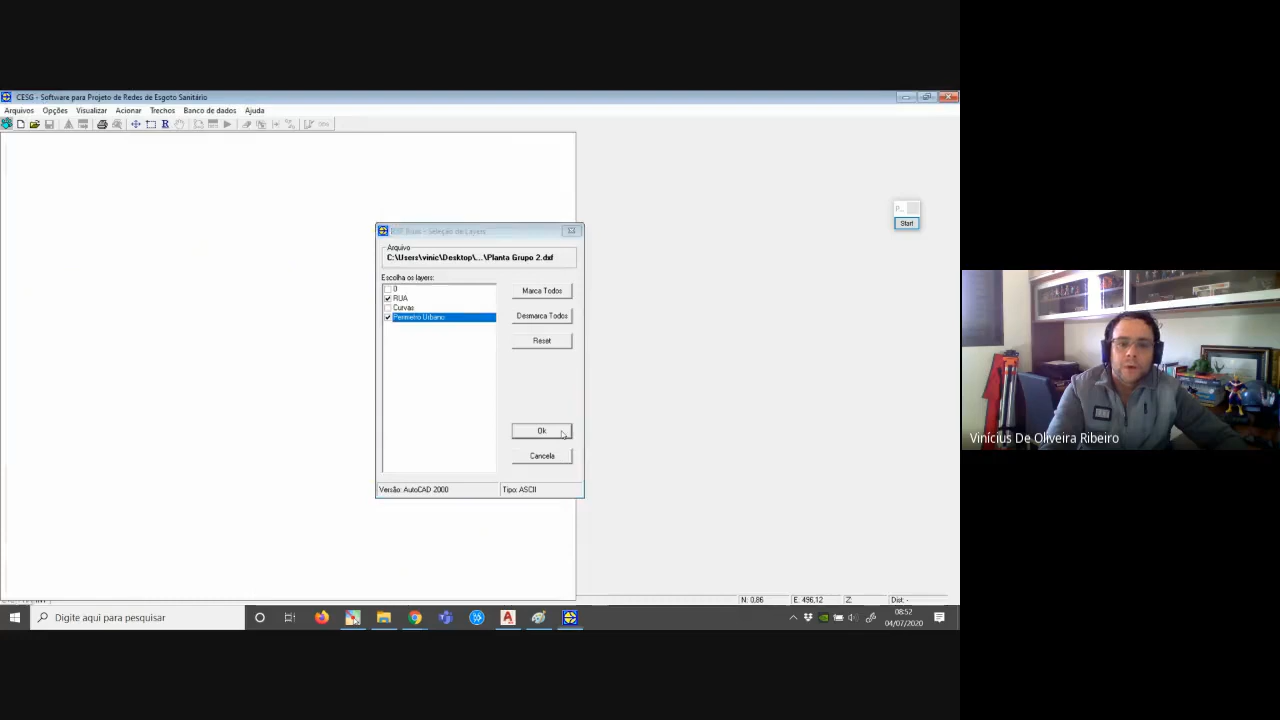 CESG - Software para Projeto de Redes de Esgoto Sanitário
Arquivos Opções Visualizar Acionar Trechos Banco de dados Ajuda
R
Seleção de Layers
Arquivo
C:\Users\vinic\Desktop\...\Planta Grupo 2.dxf
Escolha os layers:
0
RUA
Curvas
Perimetro Urbano
Marca Todos
Desmarca Todos
Reset
Ok
Cancela
Versão: AutoCAD 2000
Tipo: ASCII
Start
Vinícius De Oliveira Ribeiro
N: 0,86 E: 496,12 Z: Dist: -
Digite aqui para pesquisar
08:52
04/07/2020